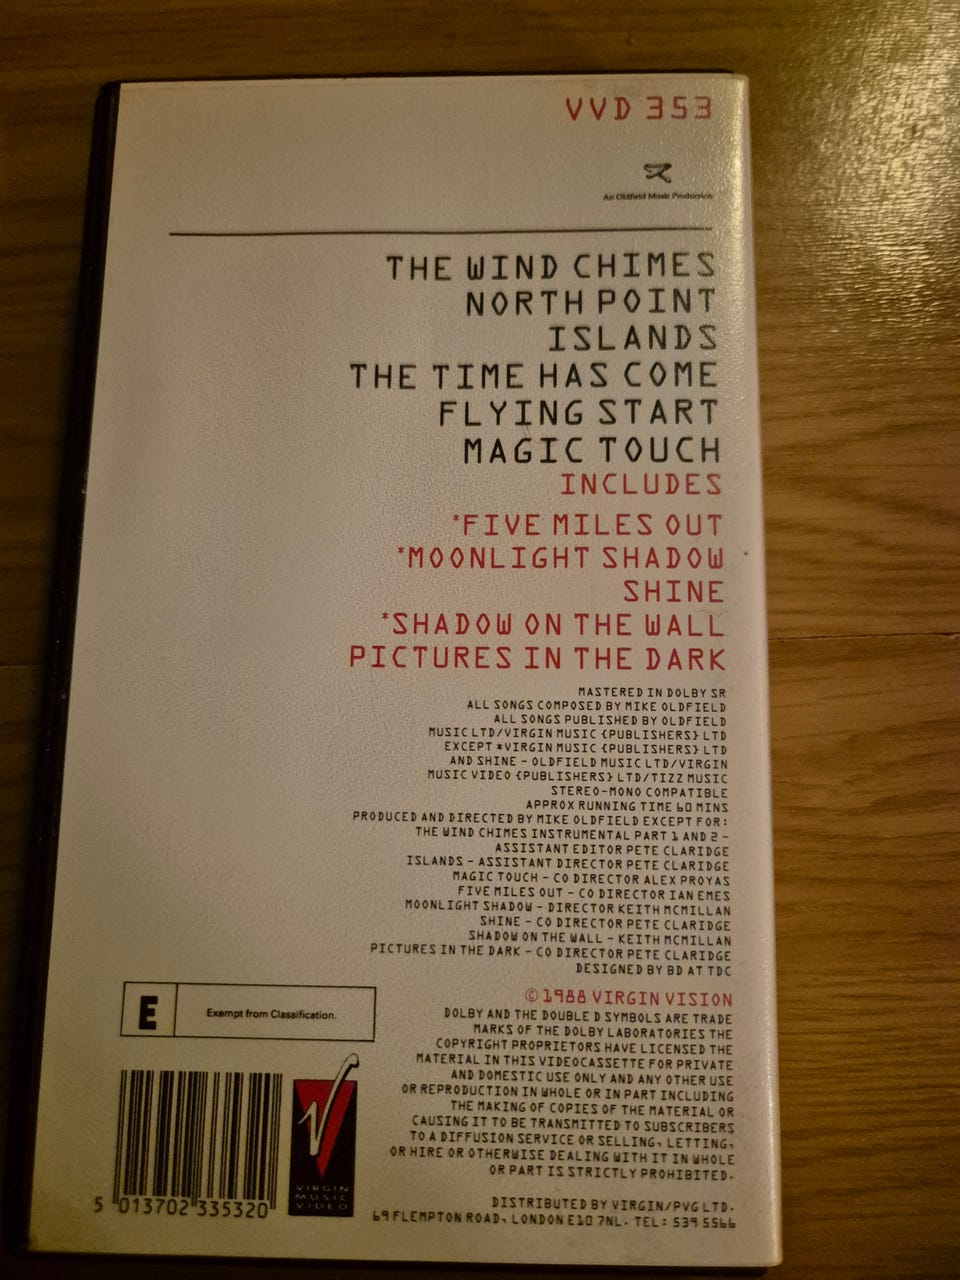 VVD 353
An Oldfield Music Production
THE WIND CHIMES
NORTH POINT
ISLANDS
THE TIME HAS COME
FLYING START
MAGIC TOUCH
INCLUDES
*FIVE MILES OUT
*MOONLIGHT SHADOW
SHINE
*SHADOW ON THE WALL
PICTURES IN THE DARK
MASTERED IN DOLBY SR
ALL SONGS COMPOSED BY MIKE OLDFIELD
ALL SONGS PUBLISHED BY OLDFIELD
MUSIC LTD/VIRGIN MUSIC {PUBLISHERS} LTD
EXCEPT *VIRGIN MUSIC {PUBLISHERS} LTD
AND SHINE - OLDFIELD MUSIC LTD/VIRGIN
MUSIC VIDEO {PUBLISHERS} LTD/TIZZ MUSIC
STEREO-MONO COMPATIBLE
APPROX RUNNING TIME 60 MINS
PRODUCED AND DIRECTED BY MIKE OLDFIELD EXCEPT FOR:
THE WIND CHIMES INSTRUMENTAL PART 1 AND 2 -
ASSISTANT EDITOR PETE CLARIDGE
ISLANDS - ASSISTANT DIRECTOR PETE CLARIDGE
MAGIC TOUCH - CO DIRECTOR ALEX PROYAS
FIVE MILES OUT - CO DIRECTOR IAN EMES
MOONLIGHT SHADOW - DIRECTOR KEITH MCMILLAN
SHINE - CO DIRECTOR PETE CLARIDGE
SHADOW ON THE WALL - KEITH MCMILLAN
PICTURES IN THE DARK - CO DIRECTOR PETE CLARIDGE
DESIGNED BY BD AT TDC
© 1988 VIRGIN VISION
DOLBY AND THE DOUBLE D SYMBOLS ARE TRADE
MARKS OF THE DOLBY LABORATORIES THE
COPYRIGHT PROPRIETORS HAVE LICENSED THE
MATERIAL IN THIS VIDEOCASSETTE FOR PRIVATE
AND DOMESTIC USE ONLY AND ANY OTHER USE
OR REPRODUCTION IN WHOLE OR IN PART INCLUDING
THE MAKING OF COPIES OF THE MATERIAL OR
CAUSING IT TO BE TRANSMITTED TO SUBSCRIBERS
TO A DIFFUSION SERVICE OR SELLING, LETTING,
OR HIRE OR OTHERWISE DEALING WITH IT IN WHOLE
OR PART IS STRICTLY PROHIBITED.
DISTRIBUTED BY VIRGIN/PVG LTD.
69 FLEMPTON ROAD, LONDON E10 7NL. TEL: 539 5566
E Exempt from Classification.
VIRGIN
MUSIC
VIDEO
5 013702 335320